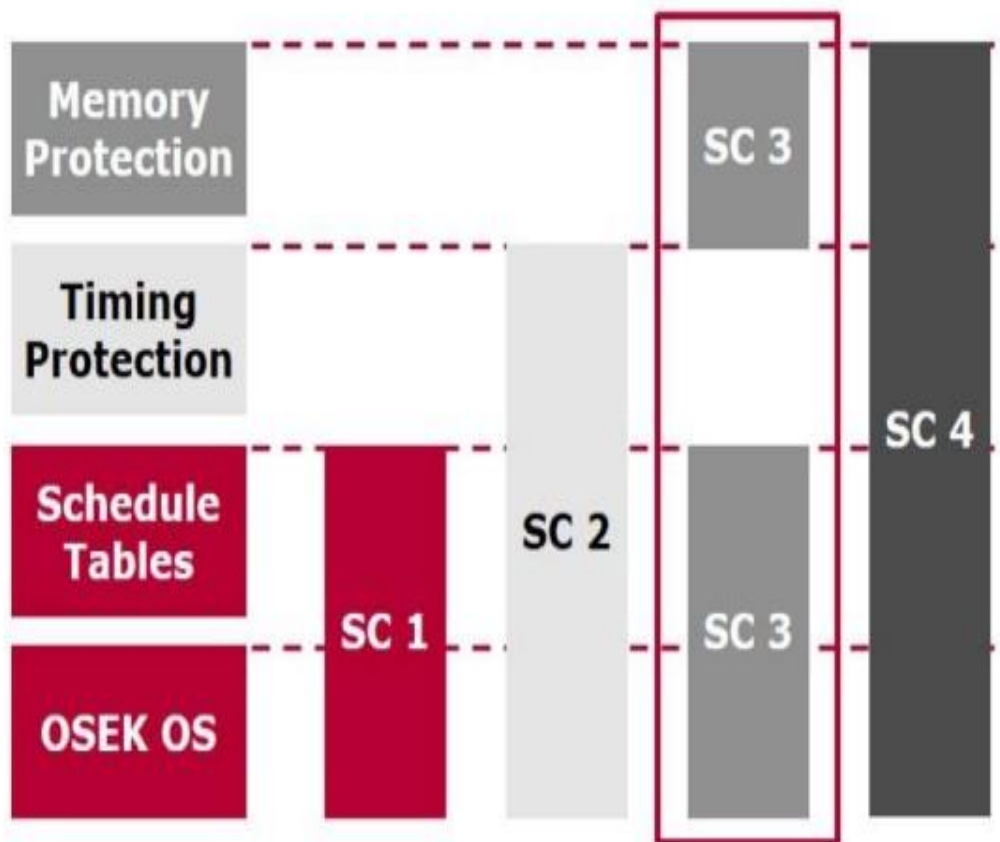 Memory
Protection
SC 3
Timing
Protection
SC 4
Schedule
Tables
SC 2
SC 1
SC 3
OSEK OS